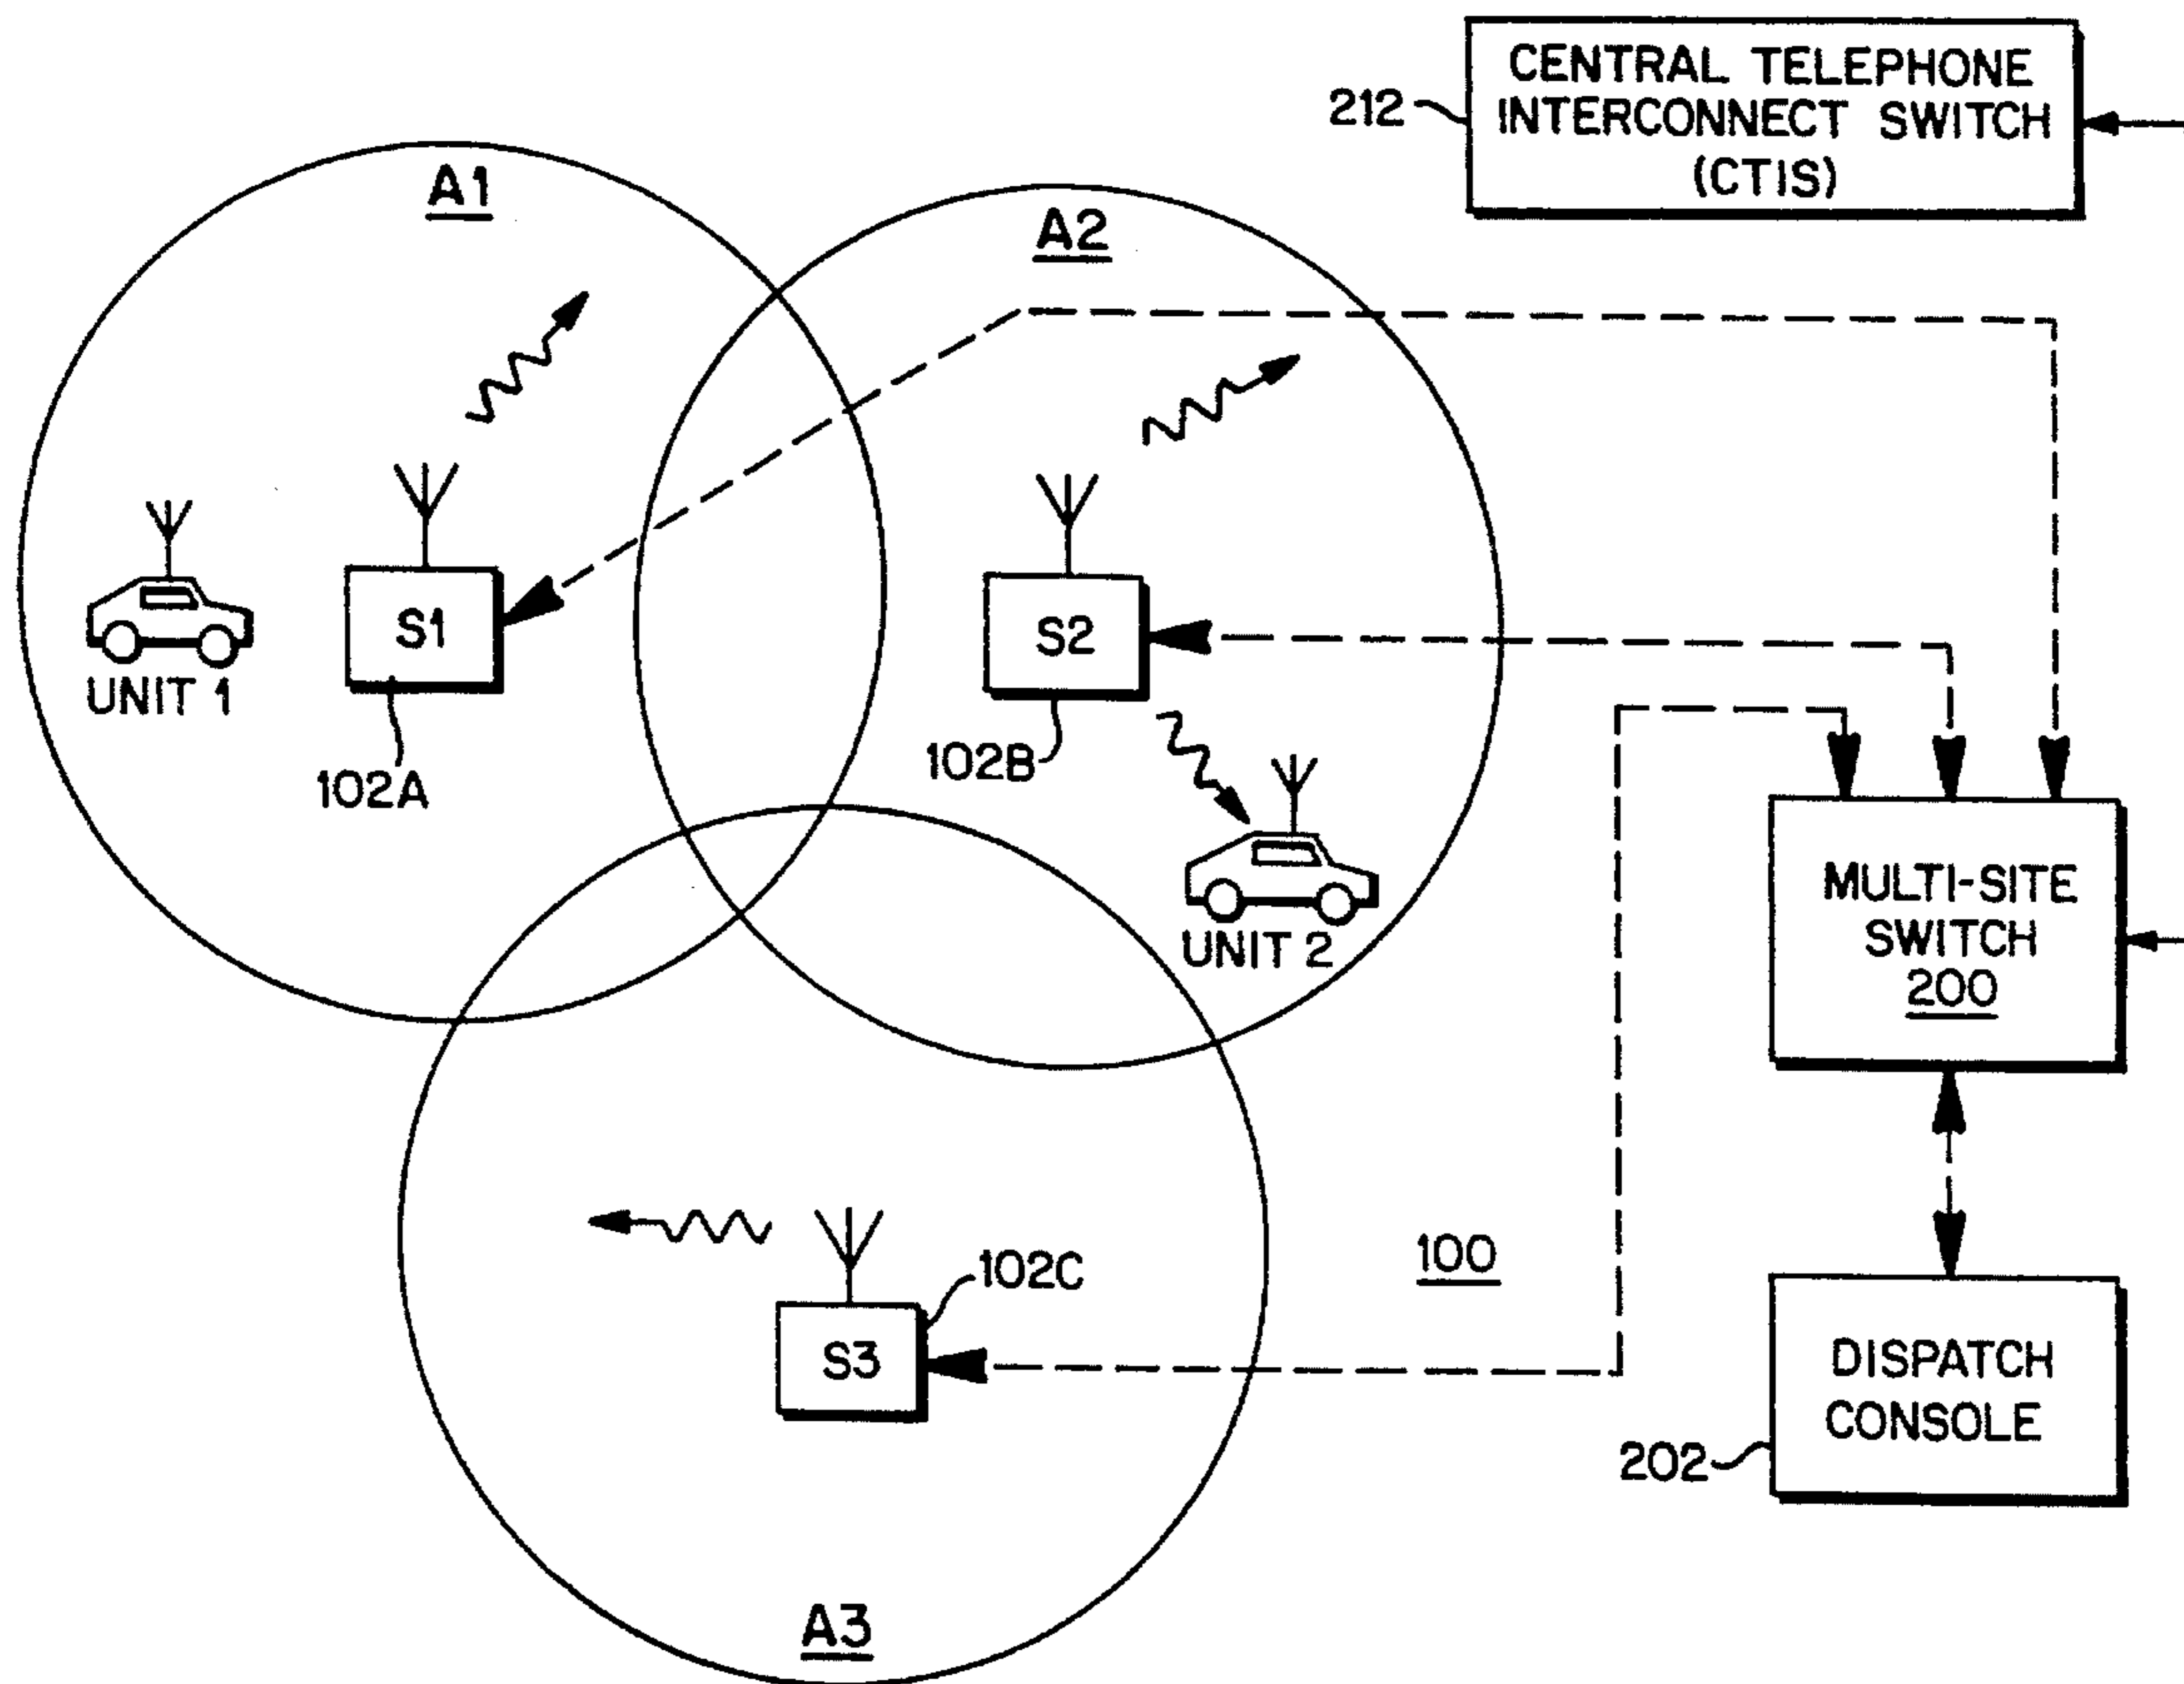 CENTRAL TELEPHONE
INTERCONNECT SWITCH
(CTIS)
212
A1
A2
S1
UNIT 1
102A
S2
102B
UNIT 2
MULTI-SITE
SWITCH
200
102C
S3
100
DISPATCH
CONSOLE
202
A3